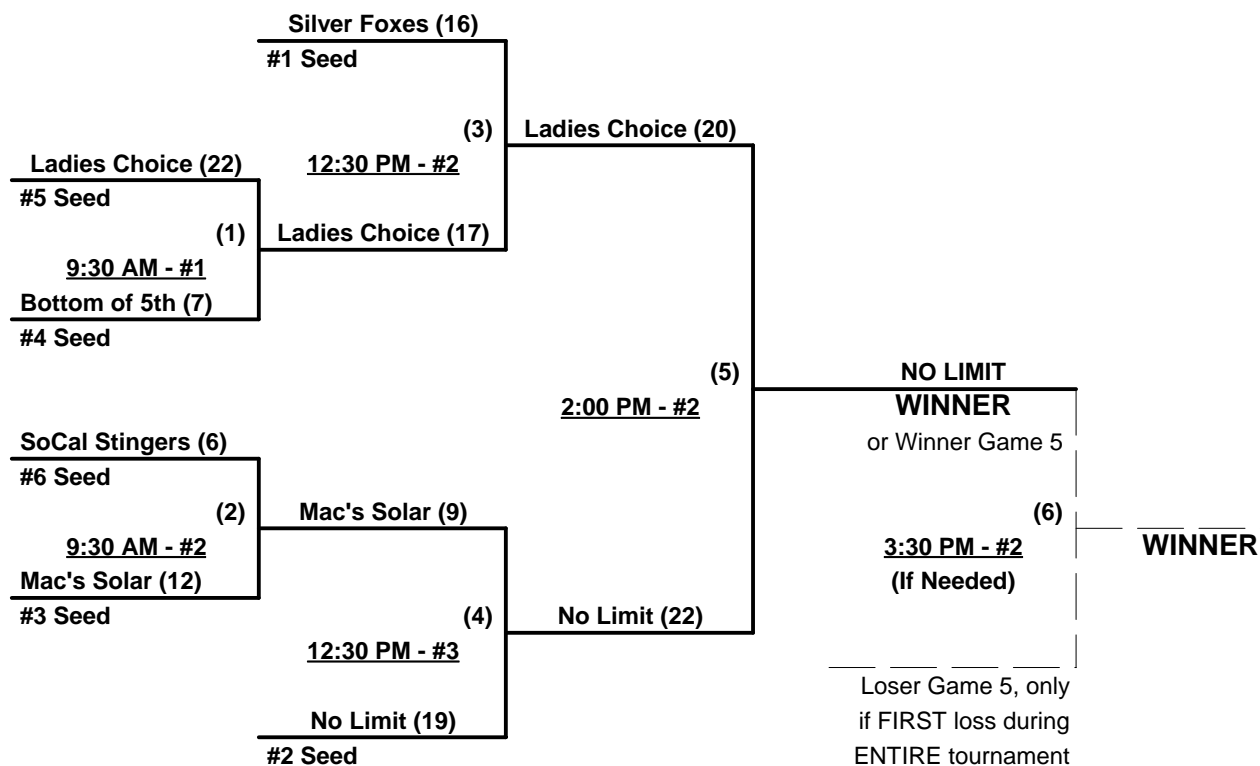 Silver Foxes (16)
#1 Seed
(3)
12:30 PM - #2
Ladies Choice (20)
Ladies Choice (22)
#5 Seed
(1)
9:30 AM - #1
Ladies Choice (17)
Bottom of 5th (7)
#4 Seed
(5)
2:00 PM - #2
NO LIMIT
WINNER
or Winner Game 5
SoCal Stingers (6)
#6 Seed
(2)
9:30 AM - #2
Mac's Solar (9)
Mac's Solar (12)
#3 Seed
(4)
12:30 PM - #3
No Limit (22)
No Limit (19)
#2 Seed
(6)
3:30 PM - #2
(If Needed)
WINNER
Loser Game 5, only
if FIRST loss during
ENTIRE tournament